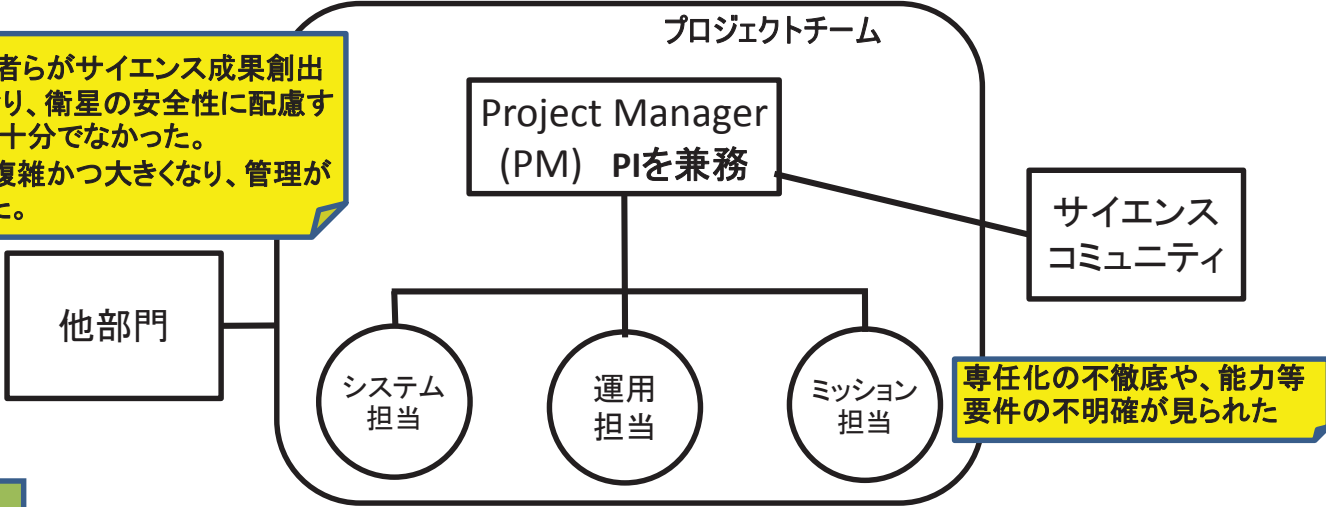 プロジェクトチーム
者らがサイエンス成果創出
り、衛星の安全性に配慮す
十分でなかった。
複雑かつ大きくなり、管理が
た。
Project Manager
(PM) PIを兼務
サイエンス
コミュニティ
他部門
システム
担当
運用
担当
ミッション
担当
専任化の不徹底や、能力等
要件の不明確が見られた